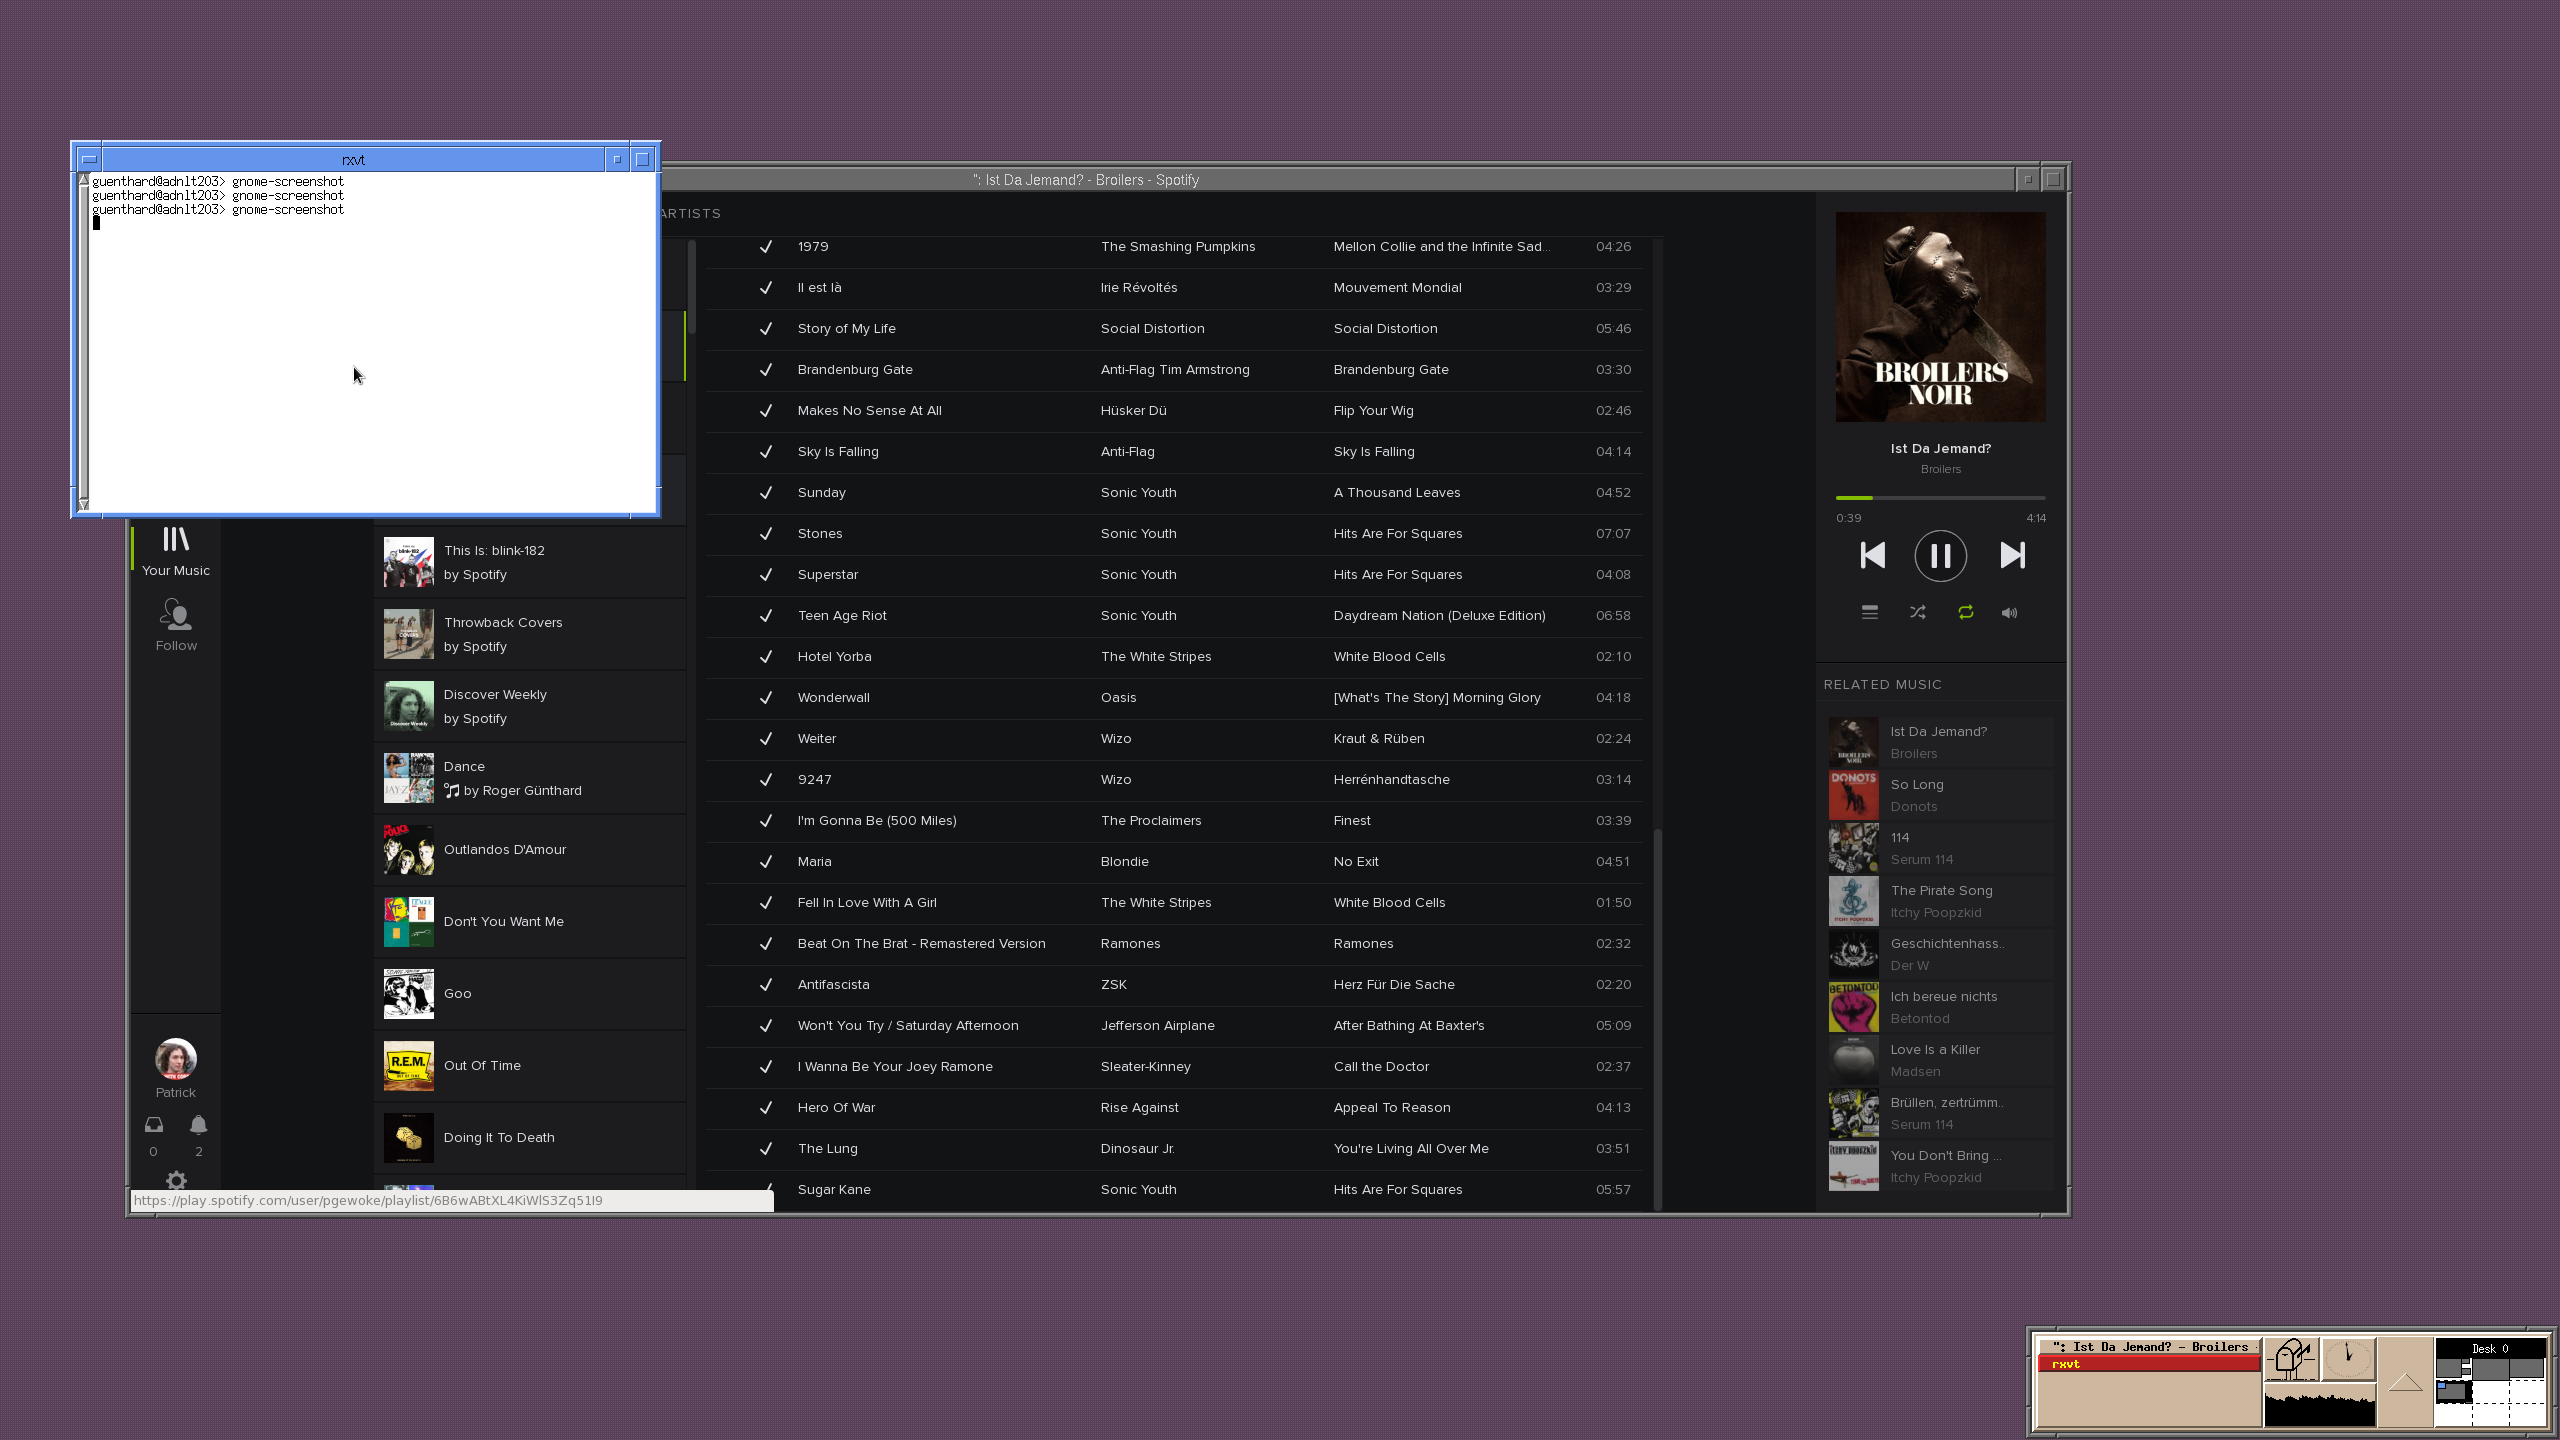 rxvt
guenthard@adnlt203> gnome-screenshot
guenthard@adnlt203> gnome-screenshot
guenthard@adnlt203> gnome-screenshot
": Ist Da Jemand? - Broilers - Spotify
ARTISTS
1979 The Smashing Pumpkins Mellon Collie and the Infinite Sad... 04:26
Il est là Irie Révoltés Mouvement Mondial 03:29
Story of My Life Social Distortion Social Distortion 05:46
Brandenburg Gate Anti-Flag Tim Armstrong Brandenburg Gate 03:30
Makes No Sense At All Hüsker Dü Flip Your Wig 02:46
Sky Is Falling Anti-Flag Sky Is Falling 04:14
Sunday Sonic Youth A Thousand Leaves 04:52
Stones Sonic Youth Hits Are For Squares 07:07
Superstar Sonic Youth Hits Are For Squares 04:08
Teen Age Riot Sonic Youth Daydream Nation (Deluxe Edition) 06:58
Hotel Yorba The White Stripes White Blood Cells 02:10
Wonderwall Oasis [What's The Story] Morning Glory 04:18
Weiter Wizo Kraut & Rüben 02:24
9247 Wizo Herrénhandtasche 03:14
I'm Gonna Be (500 Miles) The Proclaimers Finest 03:39
Maria Blondie No Exit 04:51
Fell In Love With A Girl The White Stripes White Blood Cells 01:50
Beat On The Brat - Remastered Version Ramones Ramones 02:32
Antifascista ZSK Herz Für Die Sache 02:20
Won't You Try / Saturday Afternoon Jefferson Airplane After Bathing At Baxter's 05:09
I Wanna Be Your Joey Ramone Sleater-Kinney Call the Doctor 02:37
Hero Of War Rise Against Appeal To Reason 04:13
The Lung Dinosaur Jr. You're Living All Over Me 03:51
Sugar Kane Sonic Youth Hits Are For Squares 05:57
Your Music
Follow
Patrick
0 2
This Is: blink-182
by Spotify
Throwback Covers
by Spotify
Discover Weekly
by Spotify
Dance
by Roger Günthard
Outlandos D'Amour
Don't You Want Me
Goo
Out Of Time
Doing It To Death
https://play.spotify.com/user/pgewoke/playlist/6B6wABtXL4KiWlS3Zq51I9
BROILERS
NOIR
Ist Da Jemand?
Broilers
0:39 4:14
RELATED MUSIC
Ist Da Jemand?
Broilers
So Long
Donots
114
Serum 114
The Pirate Song
Itchy Poopzkid
Geschichtenhass..
Der W
Ich bereue nichts
Betontod
Love Is a Killer
Madsen
Brüllen, zertrümm..
Serum 114
You Don't Bring ...
Itchy Poopzkid
DONOTS
R.E.M.
": Ist Da Jemand? - Broilers -
rxvt
Desk 0